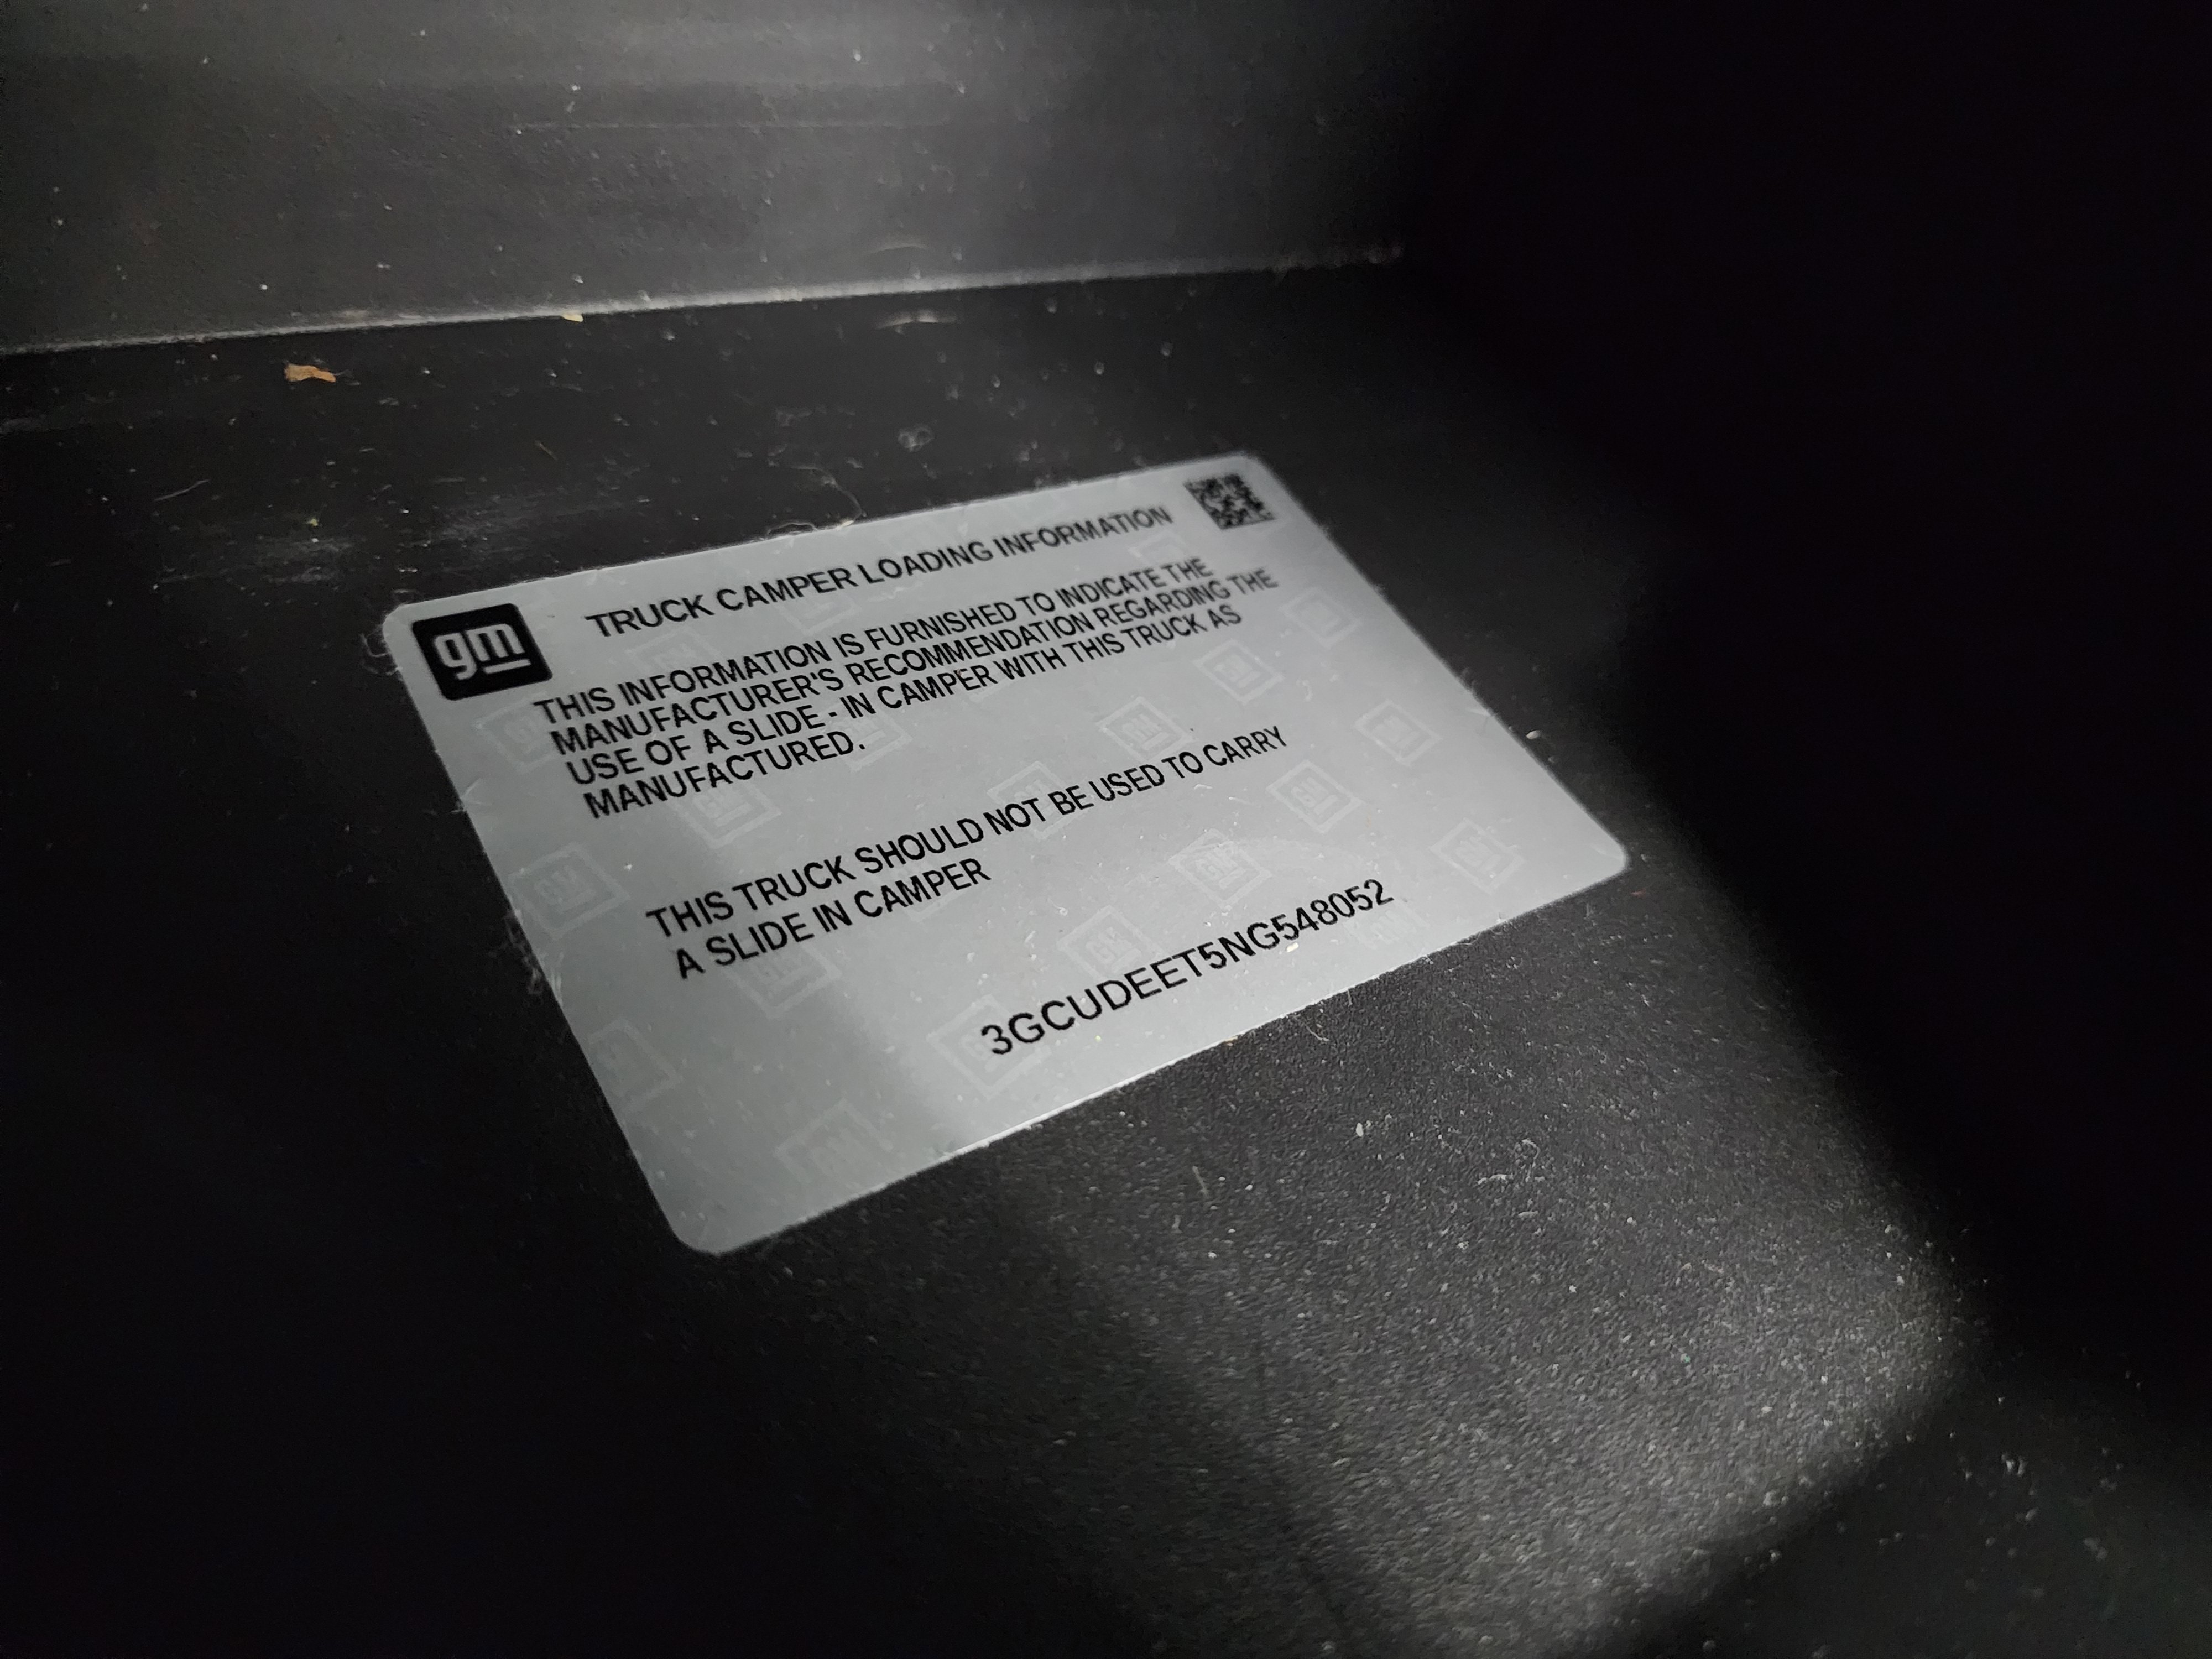 gm
TRUCK CAMPER LOADING INFORMATION
THIS INFORMATION IS FURNISHED TO INDICATE THE
MANUFACTURER'S RECOMMENDATION REGARDING THE
USE OF A SLIDE - IN CAMPER WITH THIS TRUCK AS
MANUFACTURED.
THIS TRUCK SHOULD NOT BE USED TO CARRY
A SLIDE IN CAMPER
3GCUDEET5NG548052